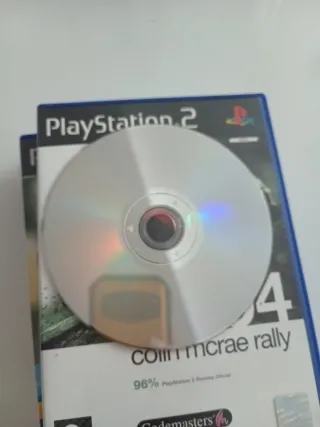 PlayStation 2
04
colin mcrae rally
96% PlayStation 2 Revista Oficial
Codemasters